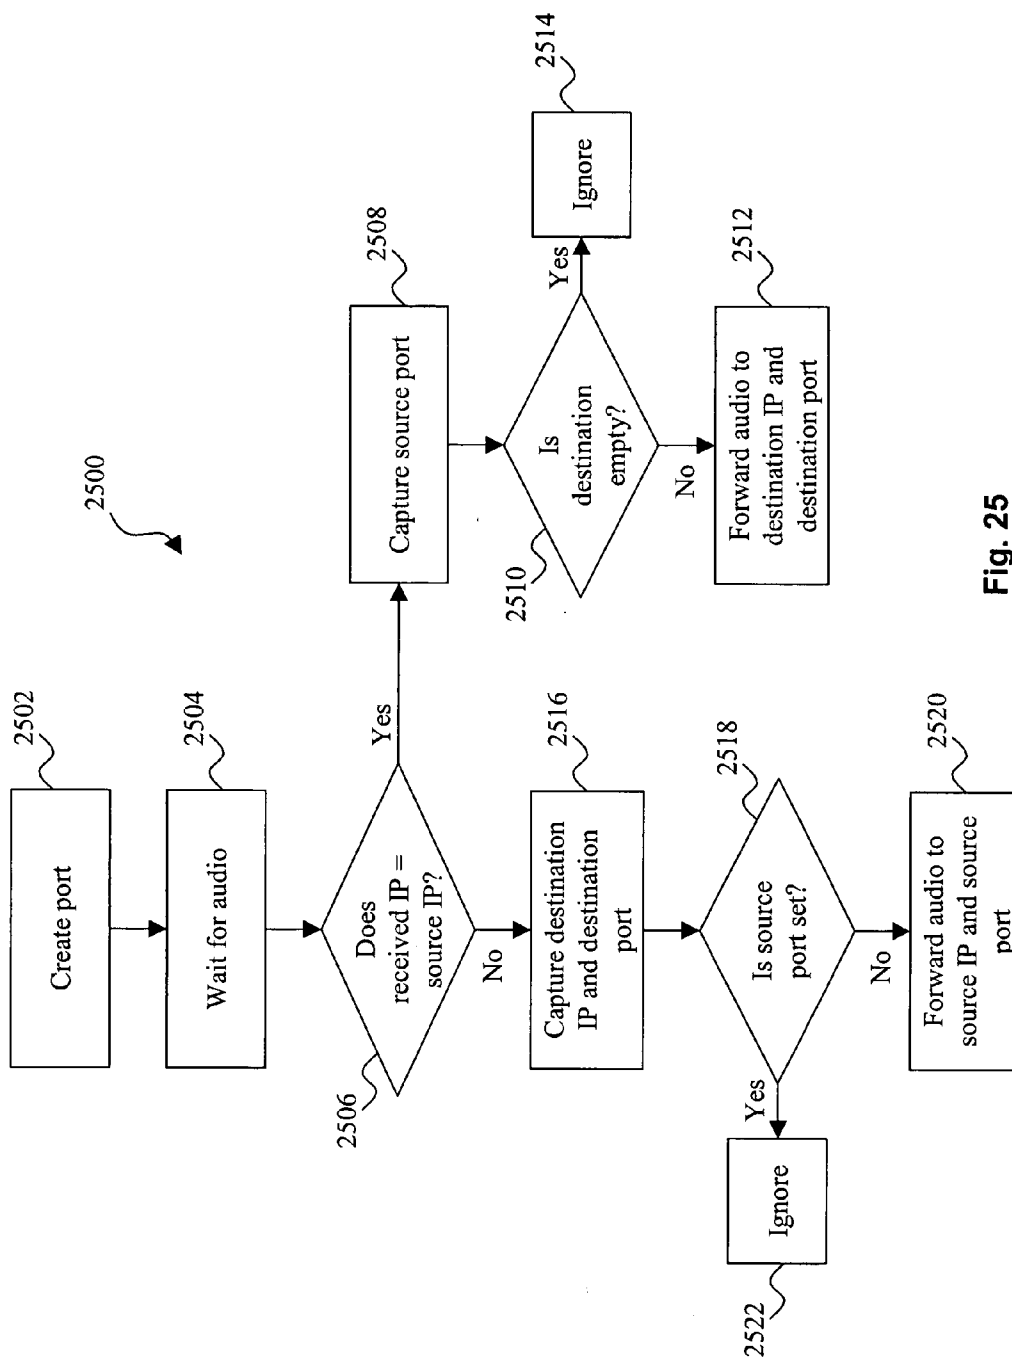 2500
2502
Create port
2504
Wait for audio
2506
Does
received IP =
source IP?
Yes
No
2508
Capture source port
2510
Is
destination
empty?
Yes
2514
Ignore
No
2512
Forward audio to
destination IP and
destination port
2516
Capture destination
IP and destination
port
2518
Is source
port set?
Yes
2522
Ignore
No
2520
Forward audio to
source IP and source
port
Fig. 25